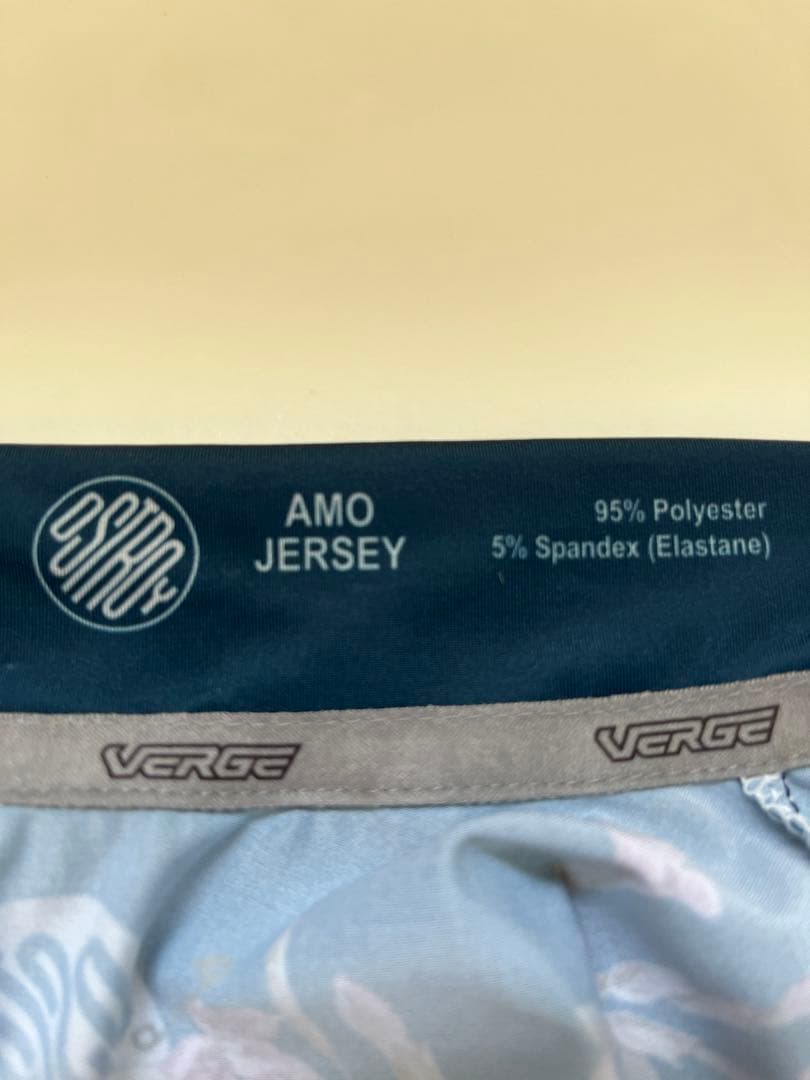 OSTROY
AMO
JERSEY
95% Polyester
5% Spandex (Elastane)
VERGE
VERGE